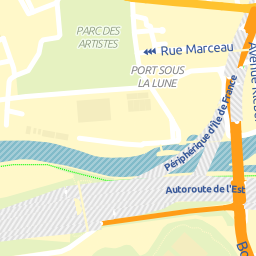 PARC DES
ARTISTES
Rue Marceau
PORT SOUS
LA LUNE
Périphérique d'Île de France
Autoroute de l'Est